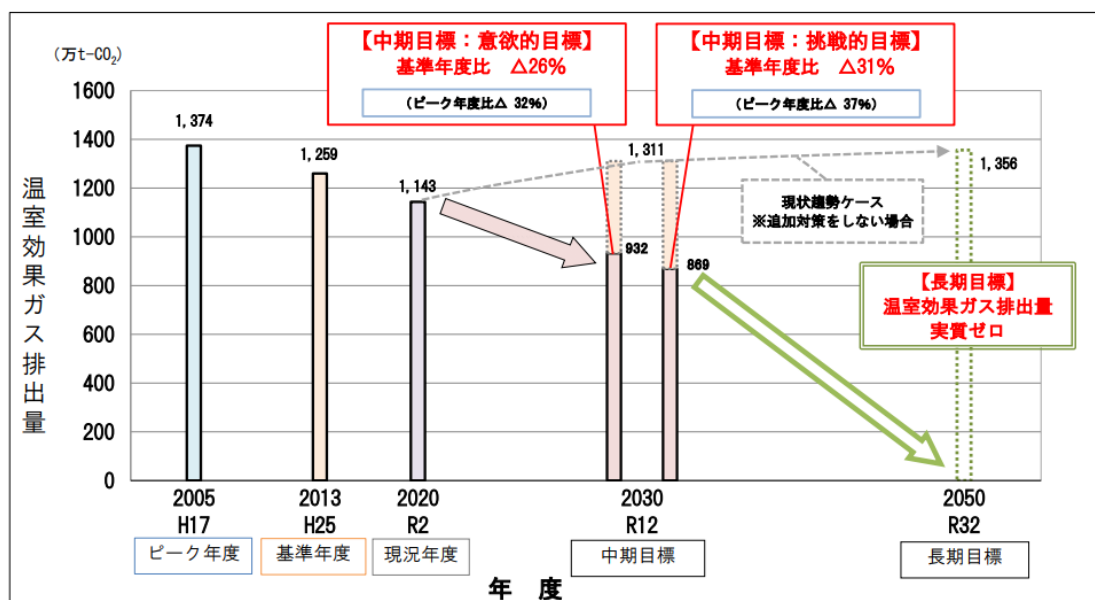 (万t-CO₂)
【中期目標：意欲的目標】
基準年度比　△26%
(ピーク年度比△ 32%)
【中期目標：挑戦的目標】
基準年度比　△31%
(ピーク年度比△ 37%)
温室効果ガス排出量
1600
1400
1200
1000
800
600
400
200
0
1,374
1,259
1,143
1,311
932
869
1,356
現状趨勢ケース
※追加対策をしない場合
【長期目標】
温室効果ガス排出量
実質ゼロ
2005 2013 2020 2030 2050
H17 H25 R2 R12 R32
ピーク年度 基準年度 現況年度 中期目標 長期目標
年　度